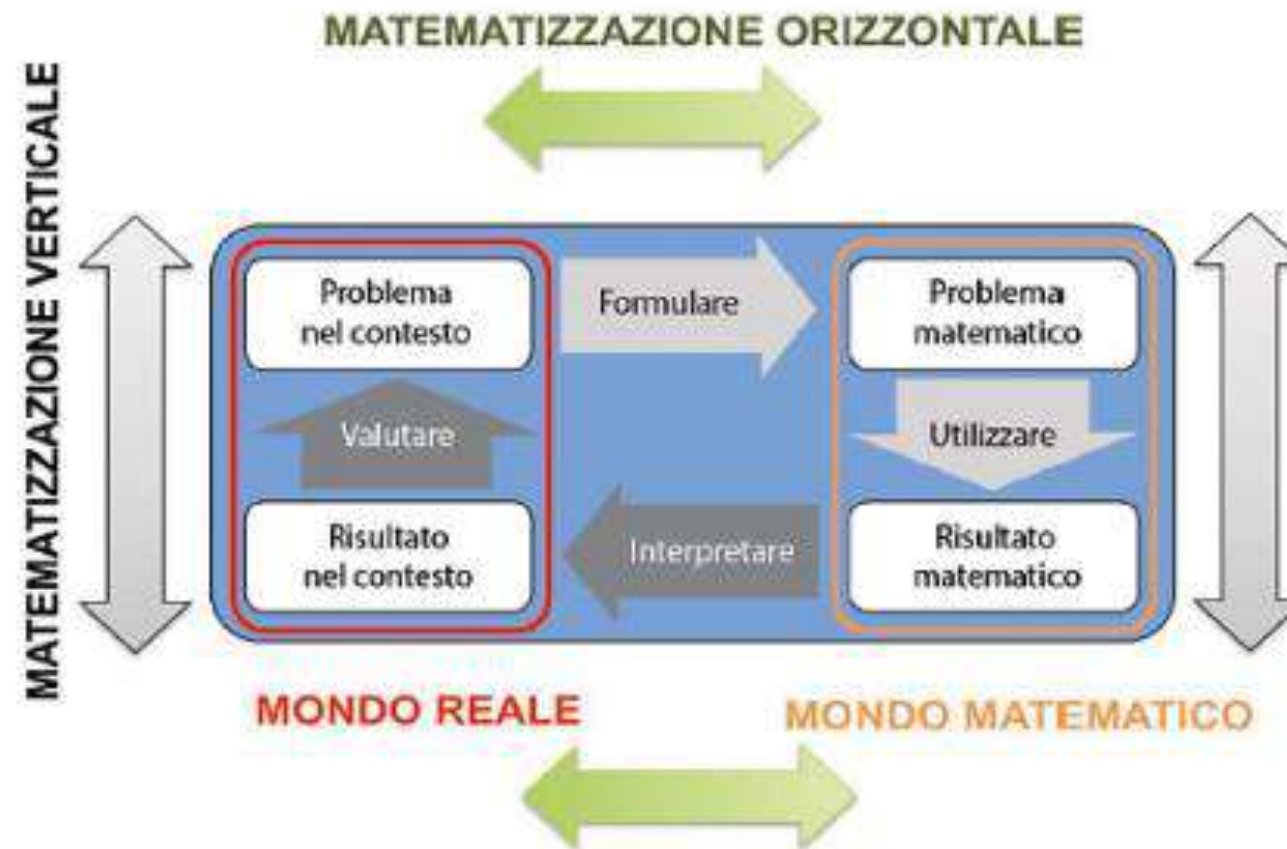 MATEMATIZZAZIONE ORIZZONTALE
MATEMATIZZAZIONE VERTICALE
Problema
nel contesto
Formulare
Problema
matematico
Valutare
Utilizzare
Risultato
nel contesto
Interpretare
Risultato
matematico
MONDO REALE
MONDO MATEMATICO